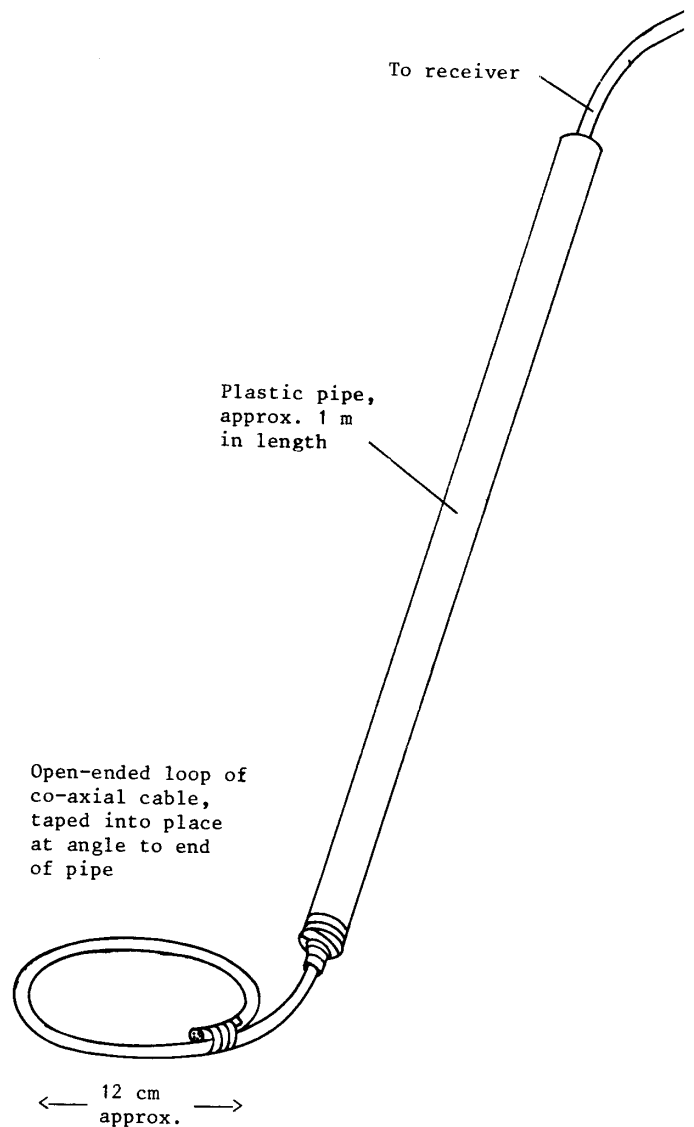 To receiver
Plastic pipe,
approx. 1 m
in length
Open-ended loop of
co-axial cable,
taped into place
at angle to end
of pipe
12 cm
approx.